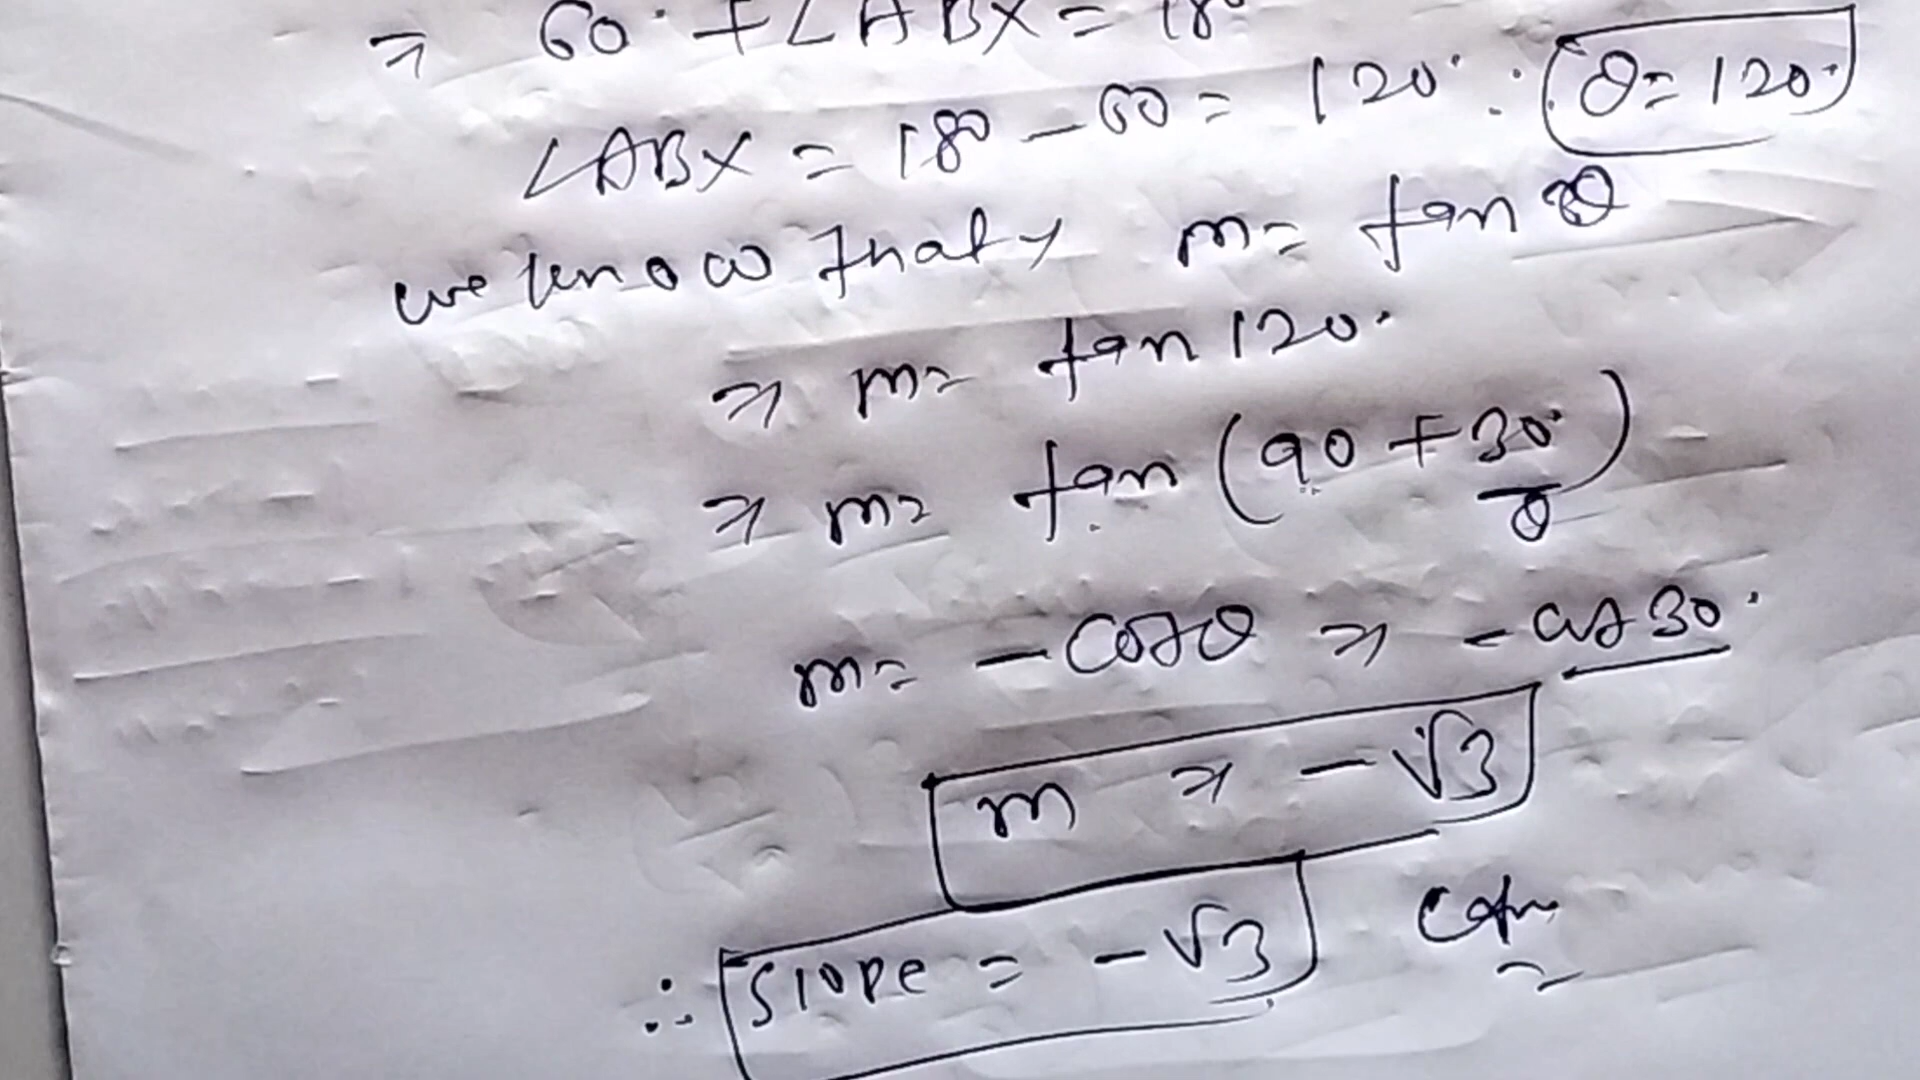 ⇒ 60° + ∠ABX = 18
∠ABX = 180 - 60 = 120° ∴ θ = 120°
we know that, m = tan θ
⇒ m = tan 120°
⇒ m = tan (90 + 30°)
θ
m = - cot θ ⇒ - cot 30°
m ⇒ - √3
∴ slope = - √3